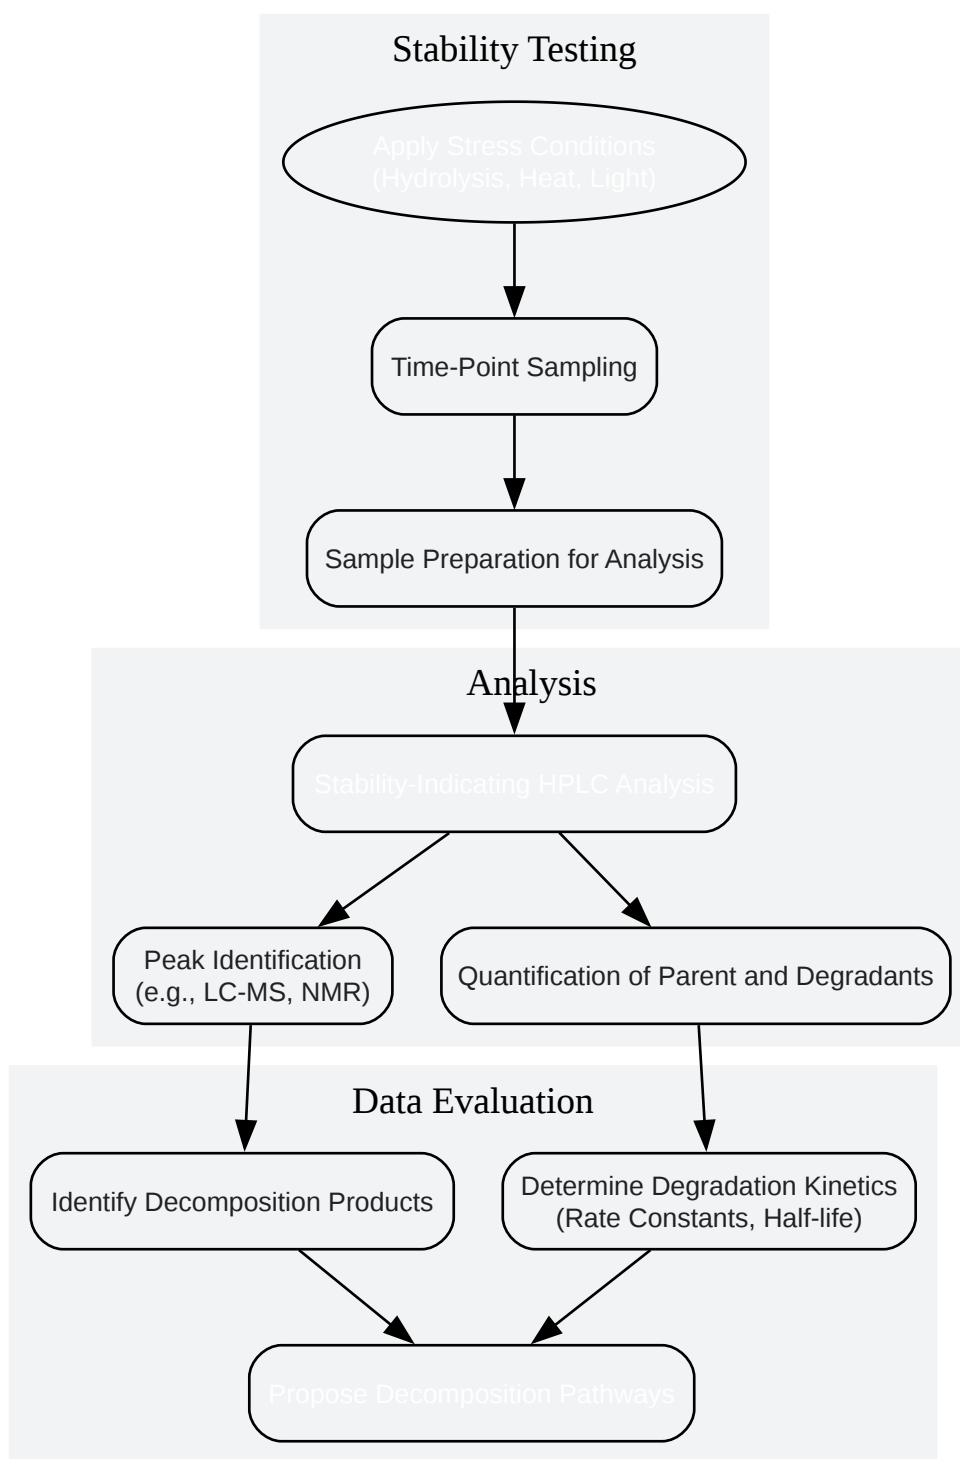 Stability Testing
Apply Stress Conditions
(Hydrolysis, Heat, Light)
Time-Point Sampling
Sample Preparation for Analysis
Analysis
Stability-Indicating HPLC Analysis
Peak Identification
(e.g., LC-MS, NMR)
Quantification of Parent and Degradants
Data Evaluation
Identify Decomposition Products
Determine Degradation Kinetics
(Rate Constants, Half-life)
Propose Decomposition Pathways